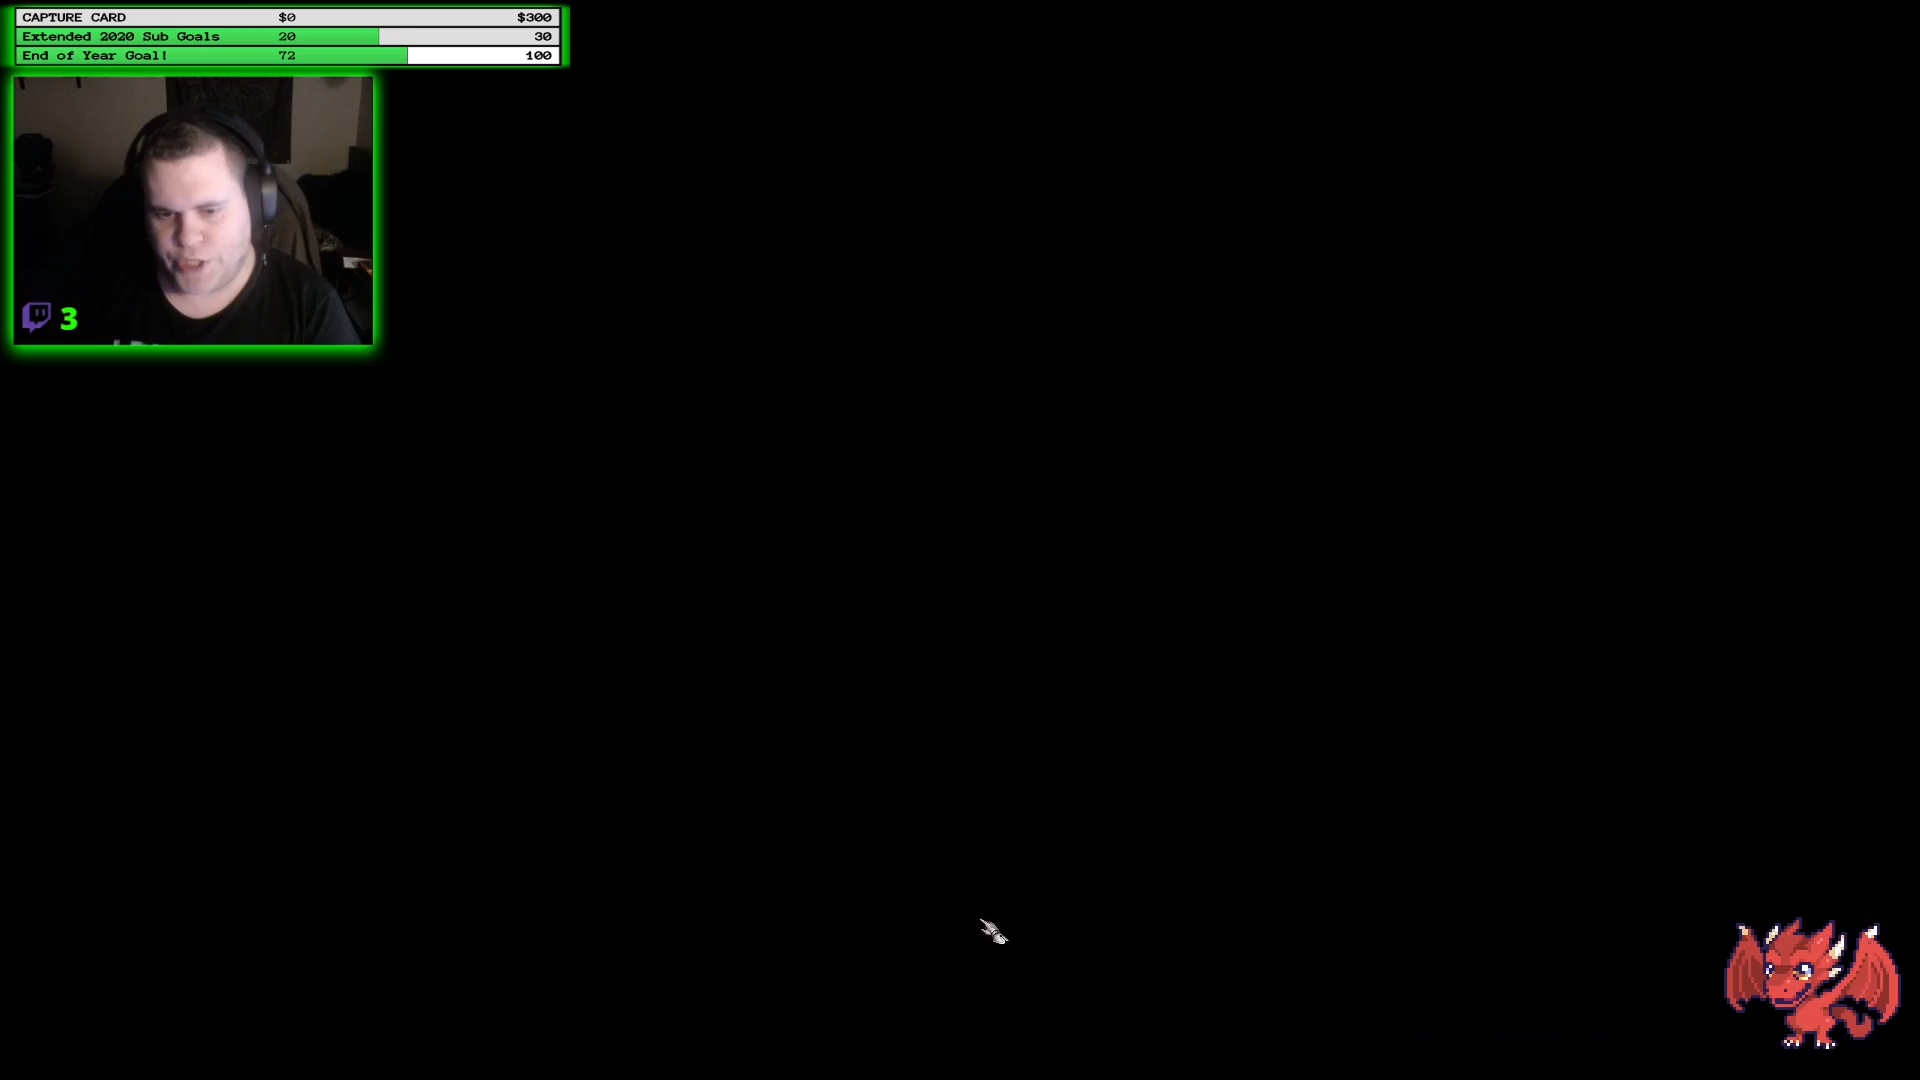 CAPTURE CARD $0 $300
Extended 2020 Sub Goals 20 30
End of Year Goal! 72 100
3